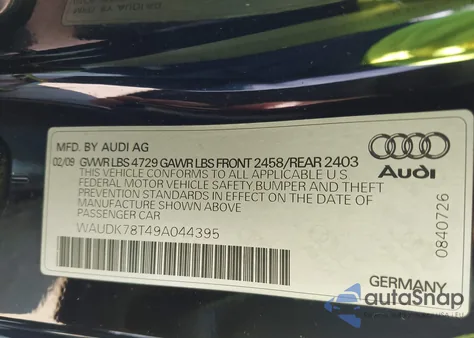 MFD. BY AUDI AG
02/09 GVWR LBS 4729 GAWR LBS FRONT 2458/REAR 2403
THIS VEHICLE CONFORMS TO ALL APPLICABLE U S
FEDERAL MOTOR VEHICLE SAFETY,BUMPER AND THEFT
PREVENTION STANDARDS IN EFFECT ON THE DATE OF
MANUFACTURE SHOWN ABOVE
PASSENGER CAR
WAUDK78T49A044395
Audi
0840726
GERMANY
autoSnap